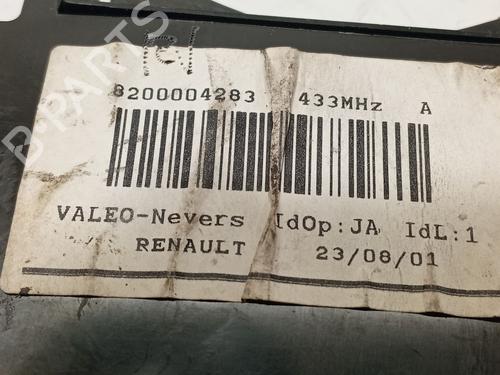 e
8200004283 433MHz A
VALEO-Nevers IdOp:JA IdL:1
RENAULT 23/08/01
B-Parts